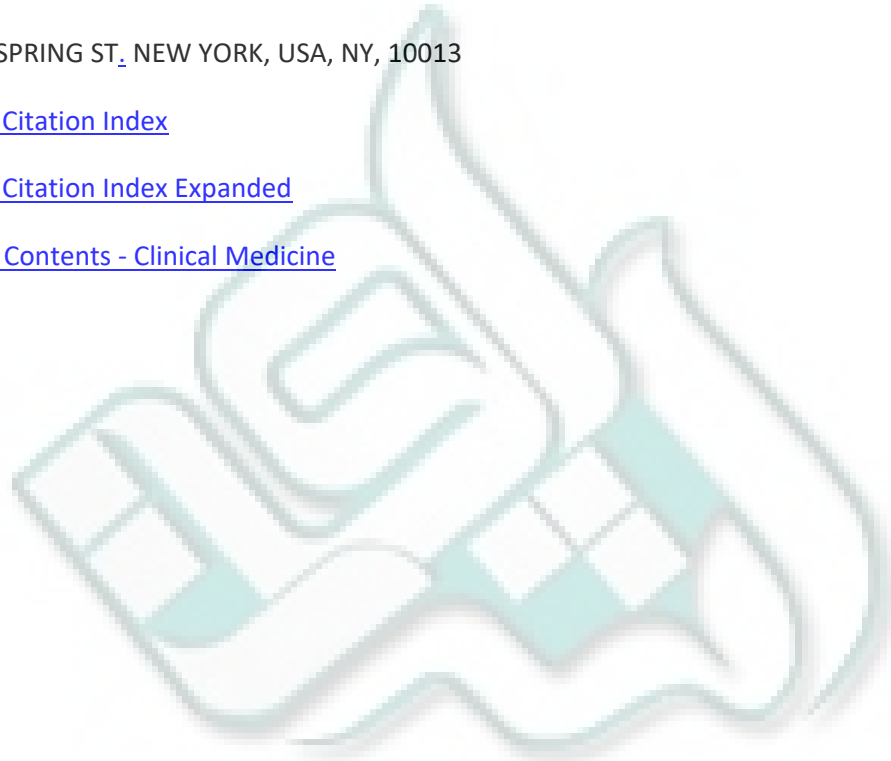 SPRING ST. NEW YORK, USA, NY, 10013
Citation Index
Citation Index Expanded
Contents - Clinical Medicine